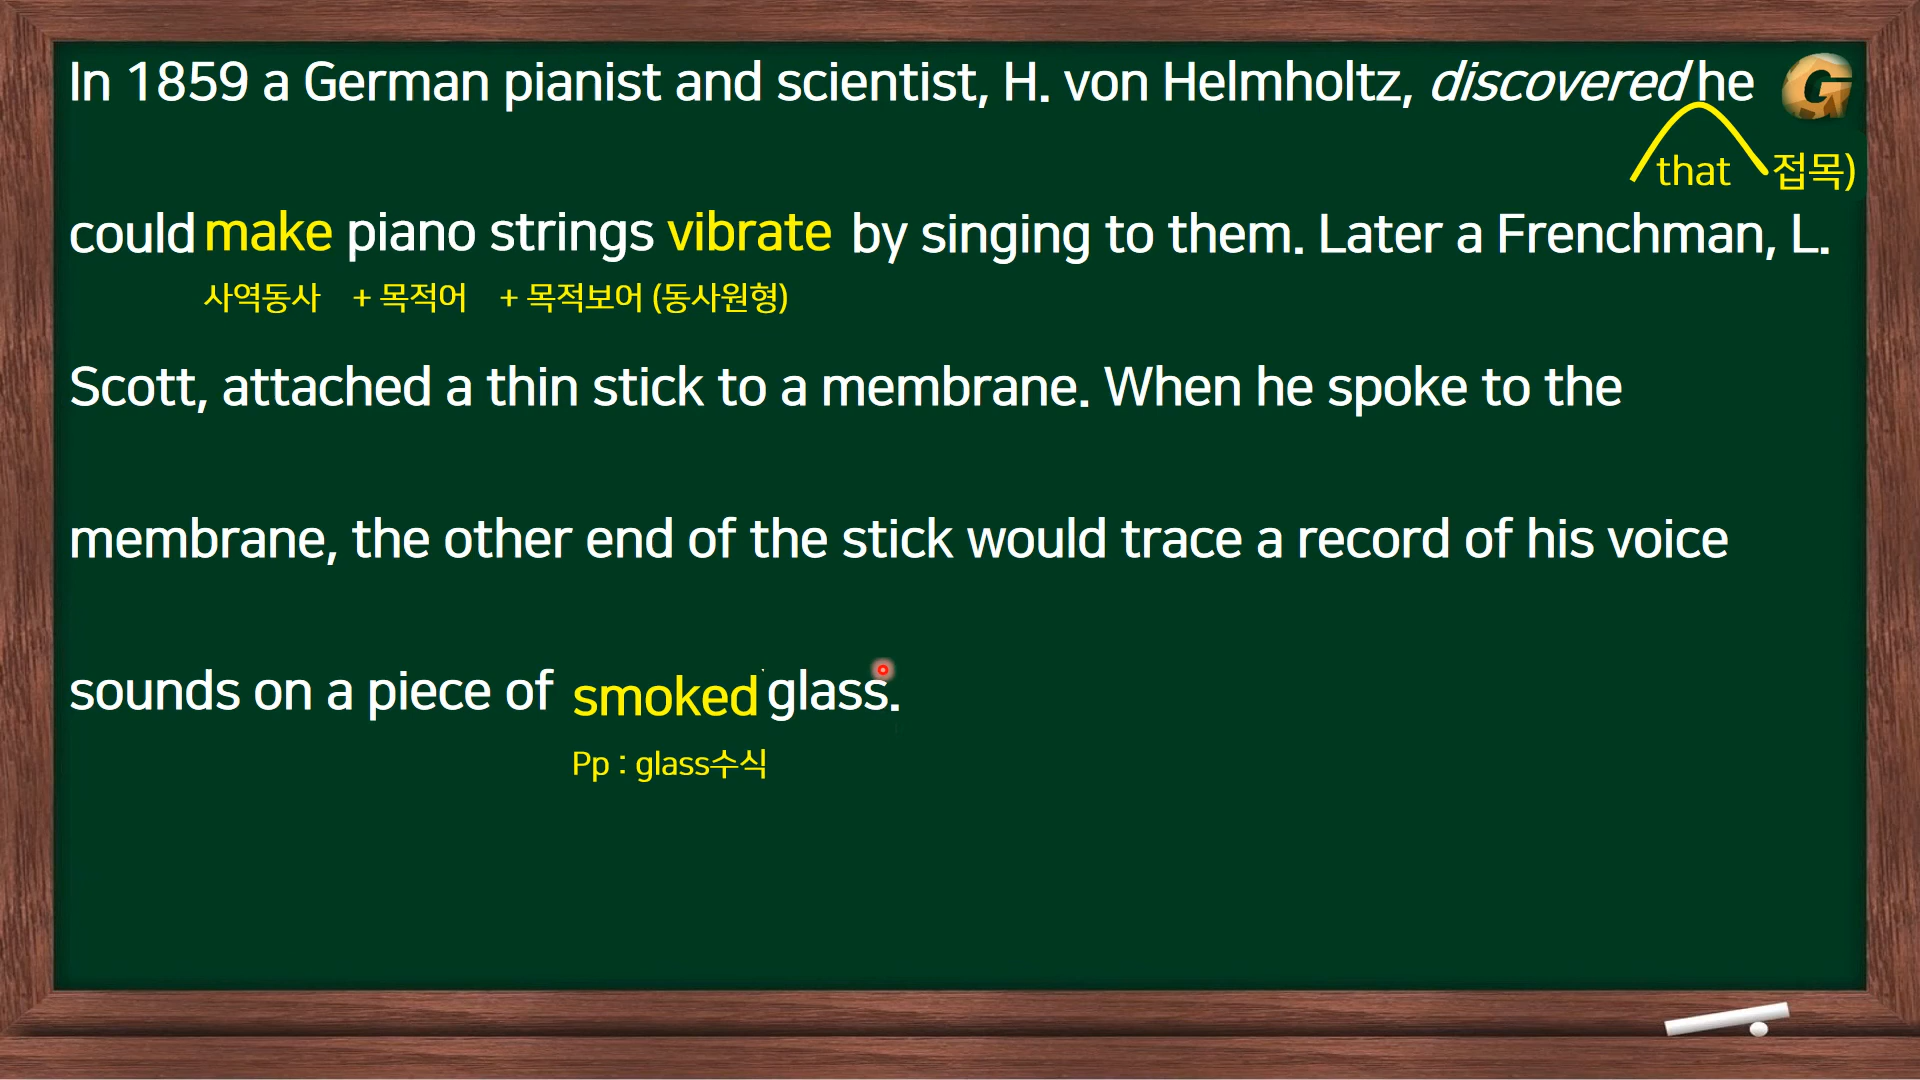 In 1859 a German pianist and scientist, H. von Helmholtz, discovered he
G
that 접목)
could make piano strings vibrate by singing to them. Later a Frenchman, L.
사역동사 + 목적어 + 목적보어 (동사원형)
Scott, attached a thin stick to a membrane. When he spoke to the
membrane, the other end of the stick would trace a record of his voice
sounds on a piece of smoked glass.
Pp : glass수식